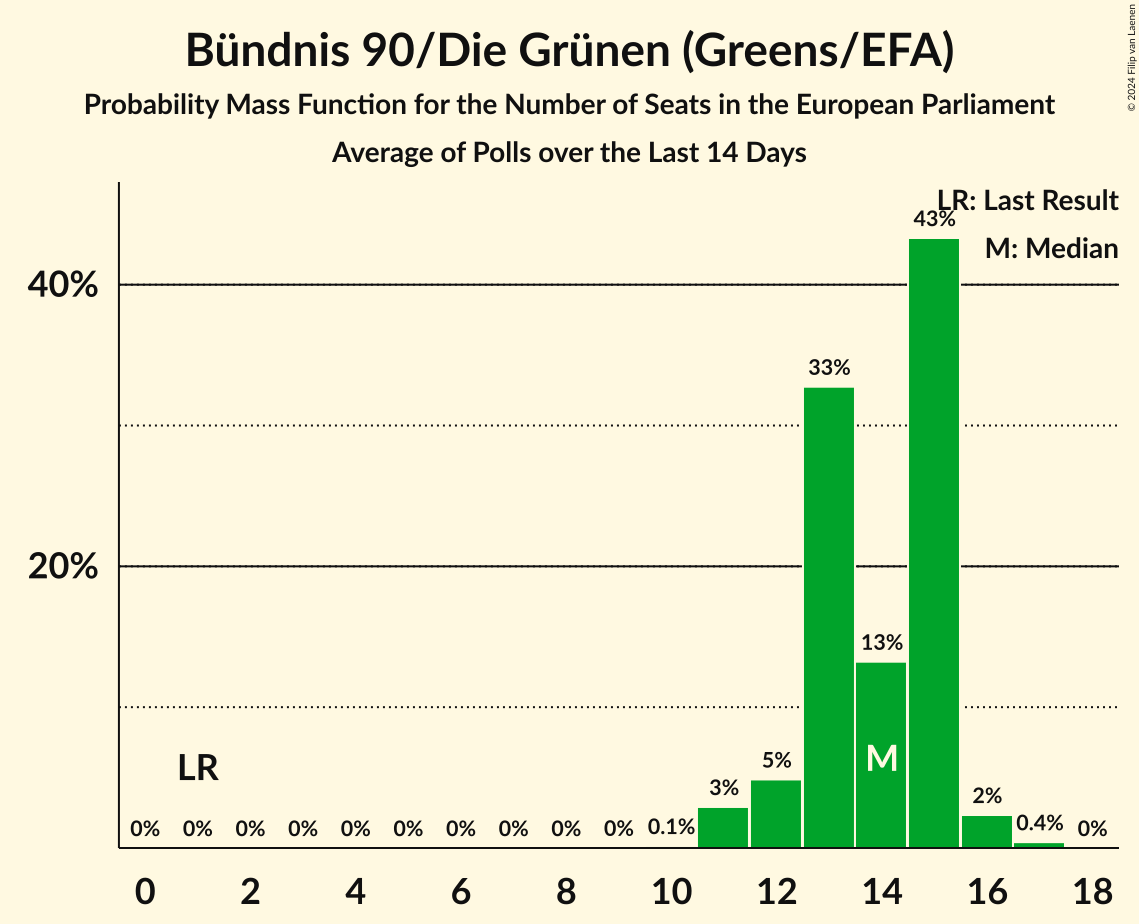 Bündnis 90/Die Grünen (Greens/EFA)
Probability Mass Function for the Number of Seats in the European Parliament
Average of Polls over the Last 14 Days
© 2024 Filip van Laenen
LR: Last Result
M: Median
43%
40%
33%
20%
13%
M
LR
5%
3%
2%
0% 0% 0% 0% 0% 0% 0% 0% 0% 0% 0.1% 0.4% 0%
0 2 4 6 8 10 12 14 16 18